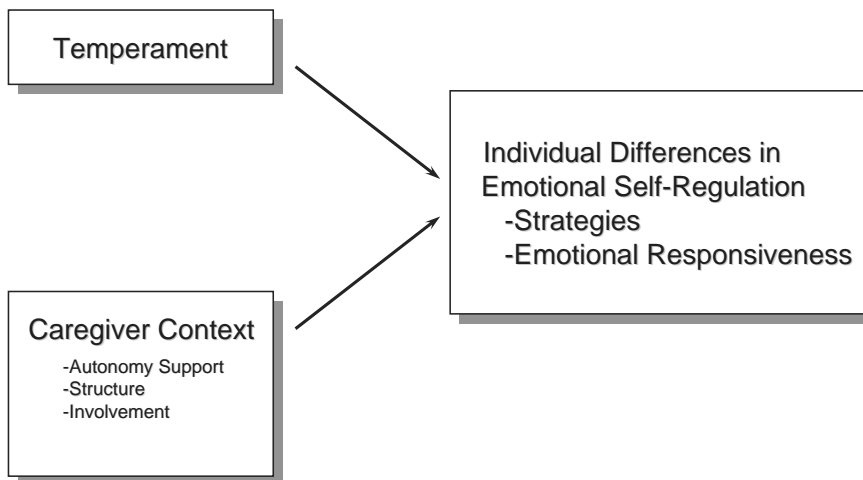 Temperament
Individual Differences in
Emotional Self-Regulation
-Strategies
-Emotional Responsiveness
Caregiver Context
-Autonomy Support
-Structure
-Involvement